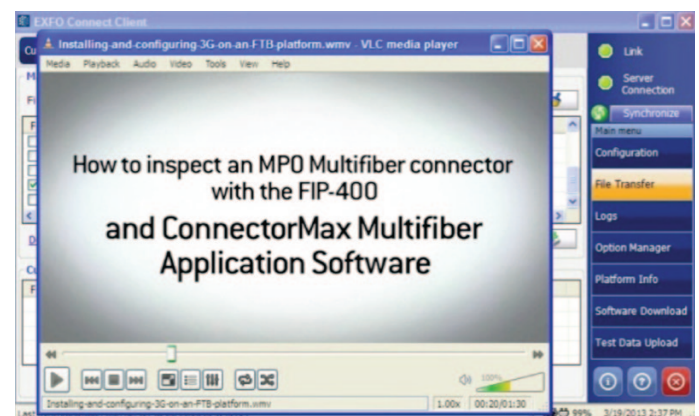 EXFO Connect Client
Installing-and-configuring-3G-on-an-FTB-platform.wmv - VLC media player
Media Playback Audio Video Tools View Help
How to inspect an MPO Multifiber connector
with the FIP-400
and ConnectorMax Multifiber
Application Software
100%
Installing-and-configuring-3G-on-an-FTB-platform.wmv
1.00x
00:20/01:30
Link
Server
Connection
Synchronize
Main menu
Configuration
File Transfer
Logs
Option Manager
Platform Info
Software Download
Test Data Upload
99%
3/19/2013 2:37 PM